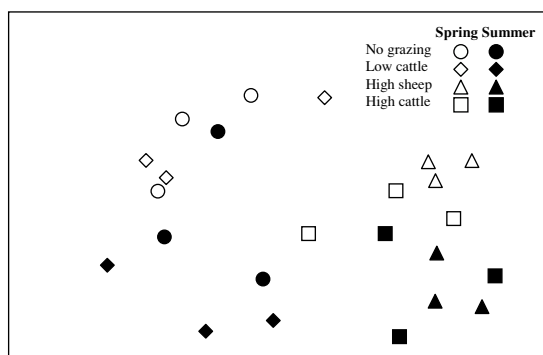 Spring Summer
No grazing
Low cattle
High sheep
High cattle